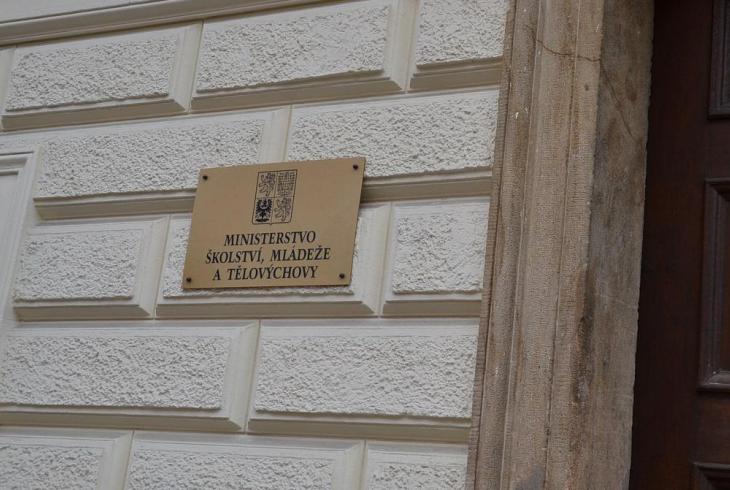 MINISTERSTVO
ŠKOLSTVÍ, MLÁDEŽE
A TĚLOVÝCHOVY